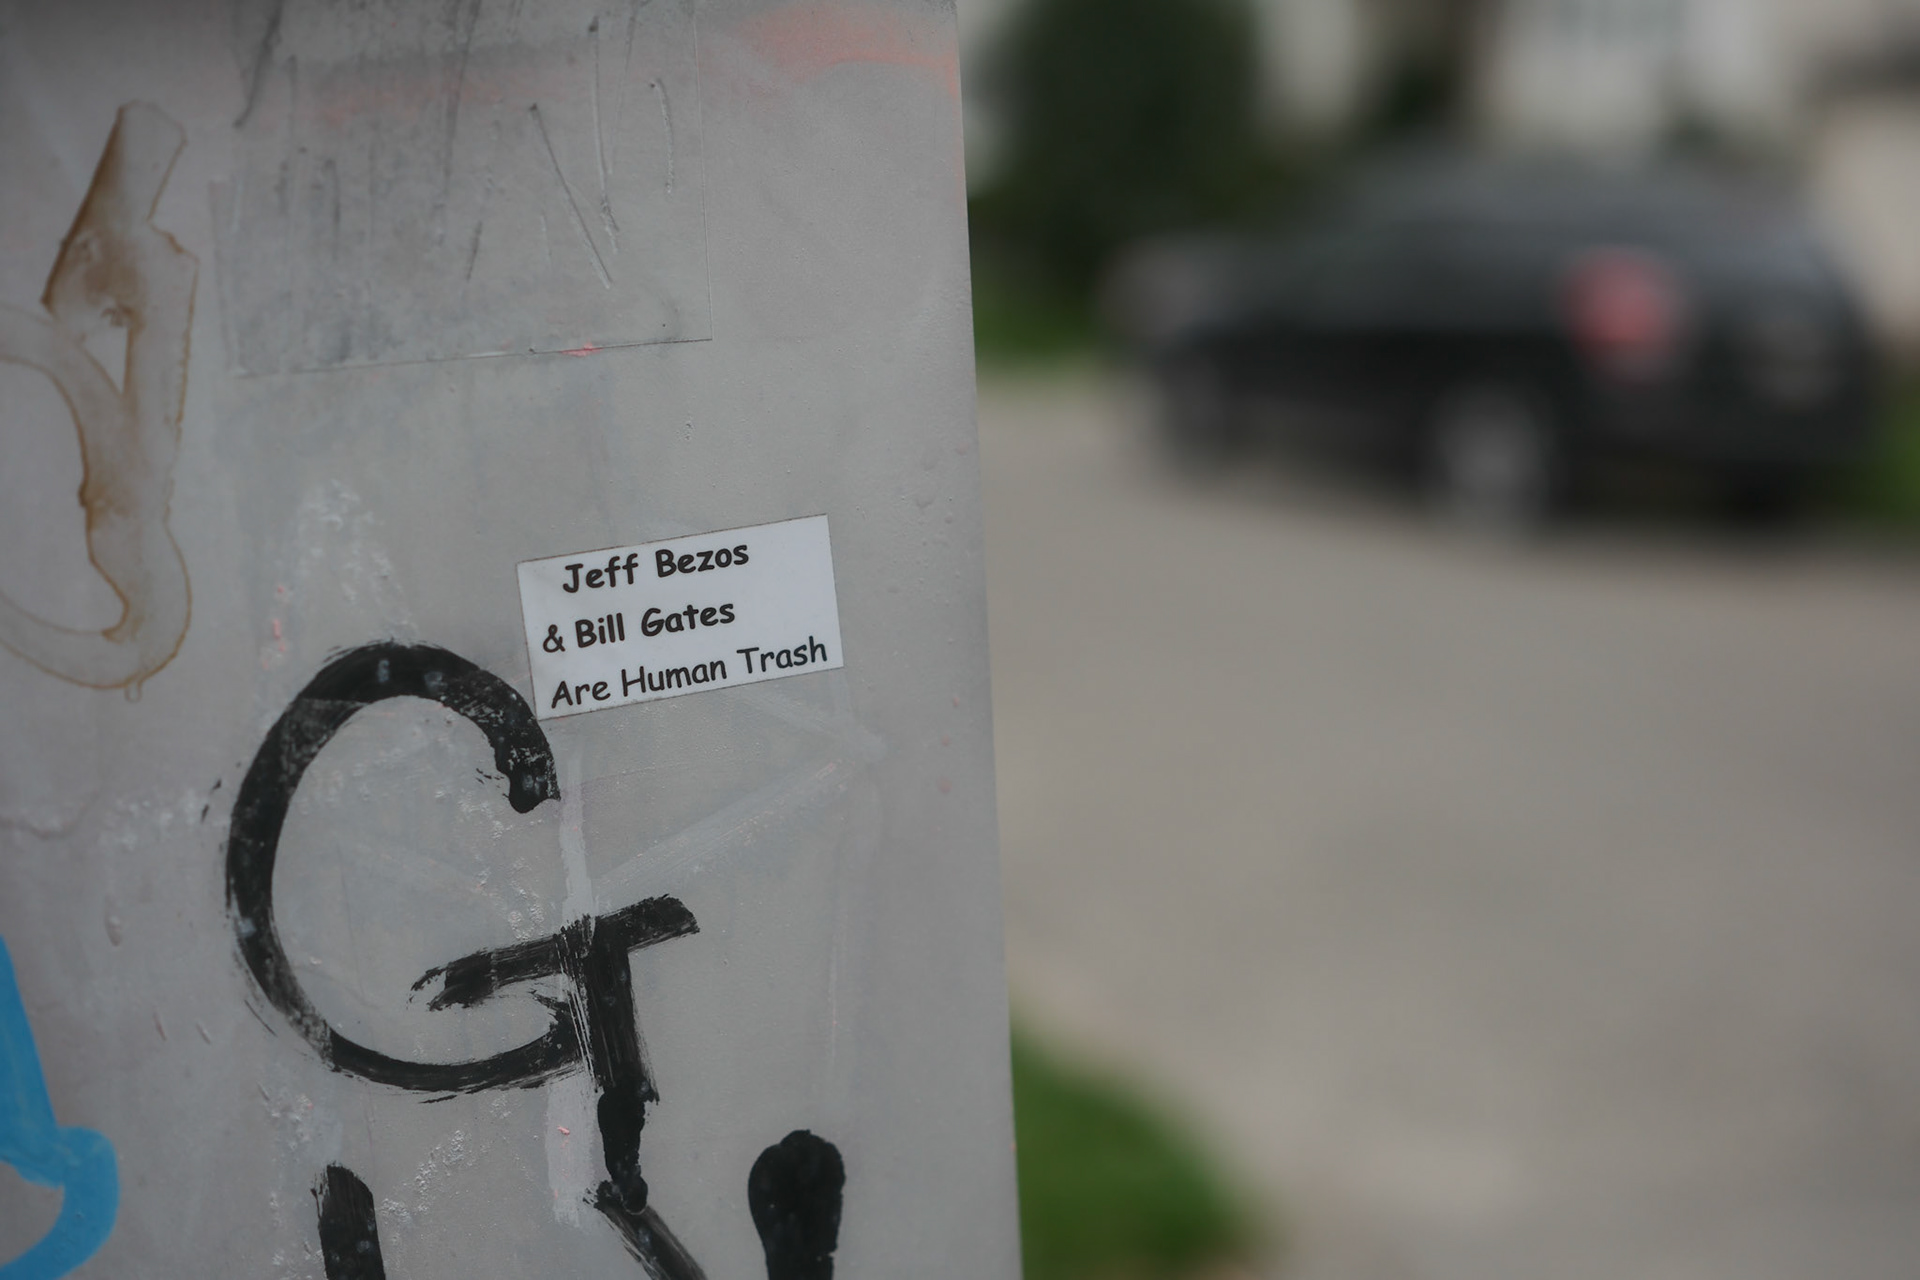 Jeff Bezos
& Bill Gates
Are Human Trash
G